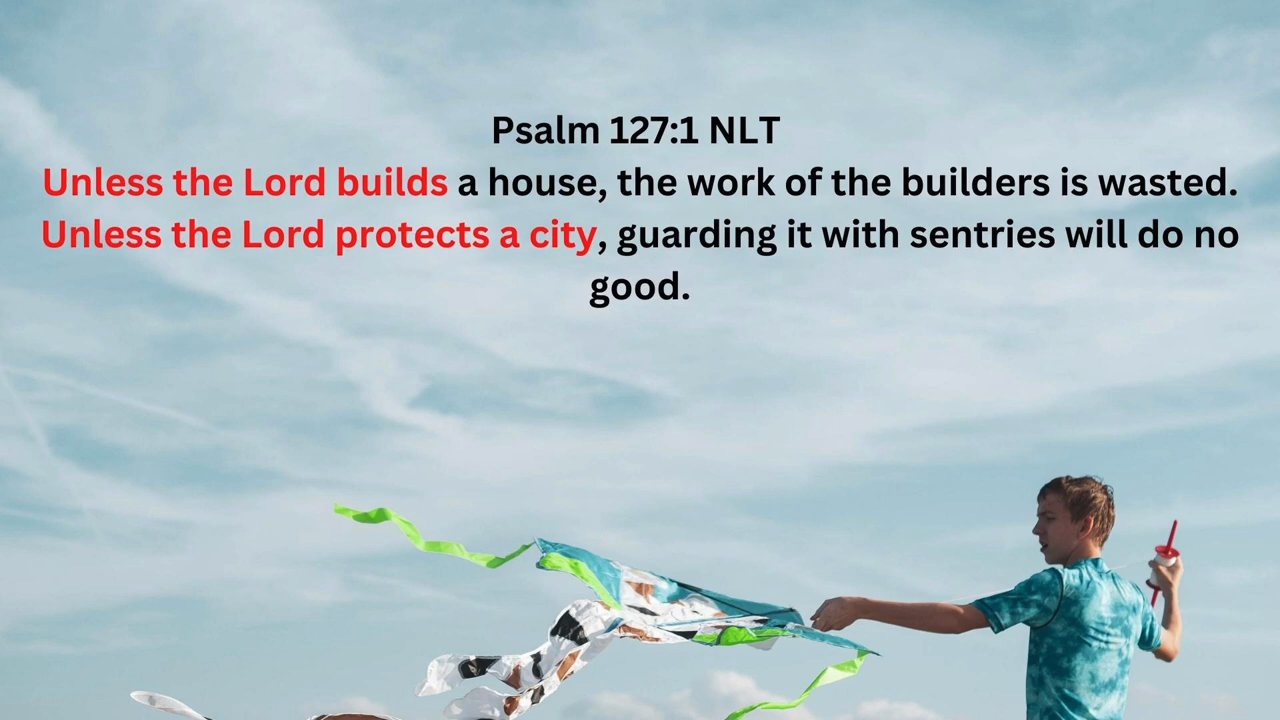 Psalm 127:1 NLT
Unless the Lord builds a house, the work of the builders is wasted.
Unless the Lord protects a city, guarding it with sentries will do no
good.